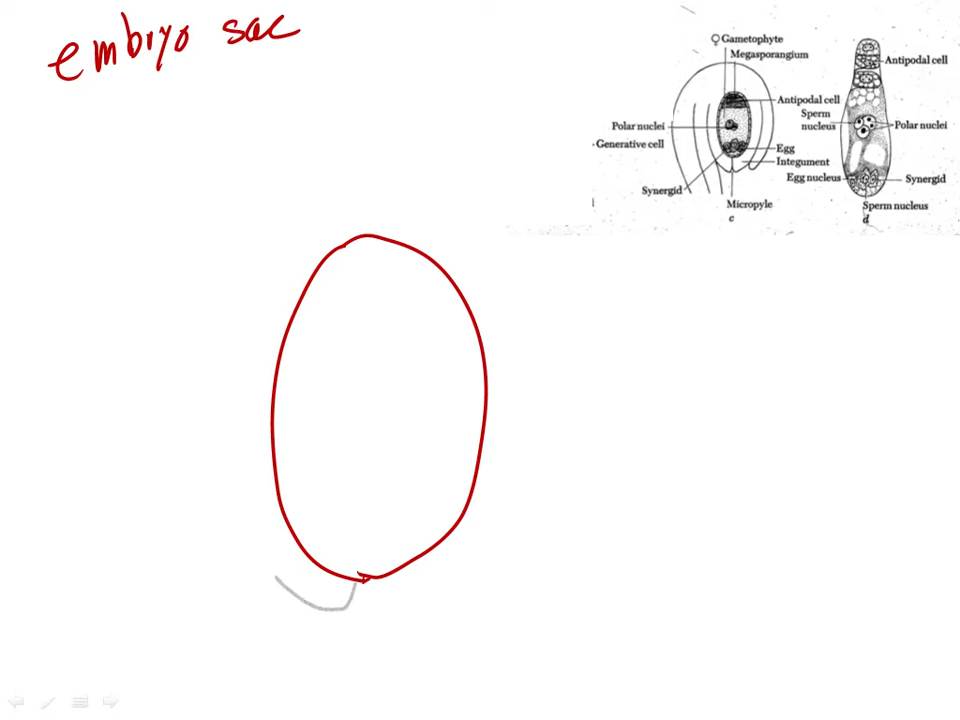 embryo sac
♀ Gametophyte
Megasporangium
Antipodal cell
Polar nuclei
Generative cell
Egg
Integument
Synergid
Micropyle
c
Antipodal cell
Sperm
nucleus
Polar nuclei
Egg nucleus
Synergid
Sperm nucleus
d